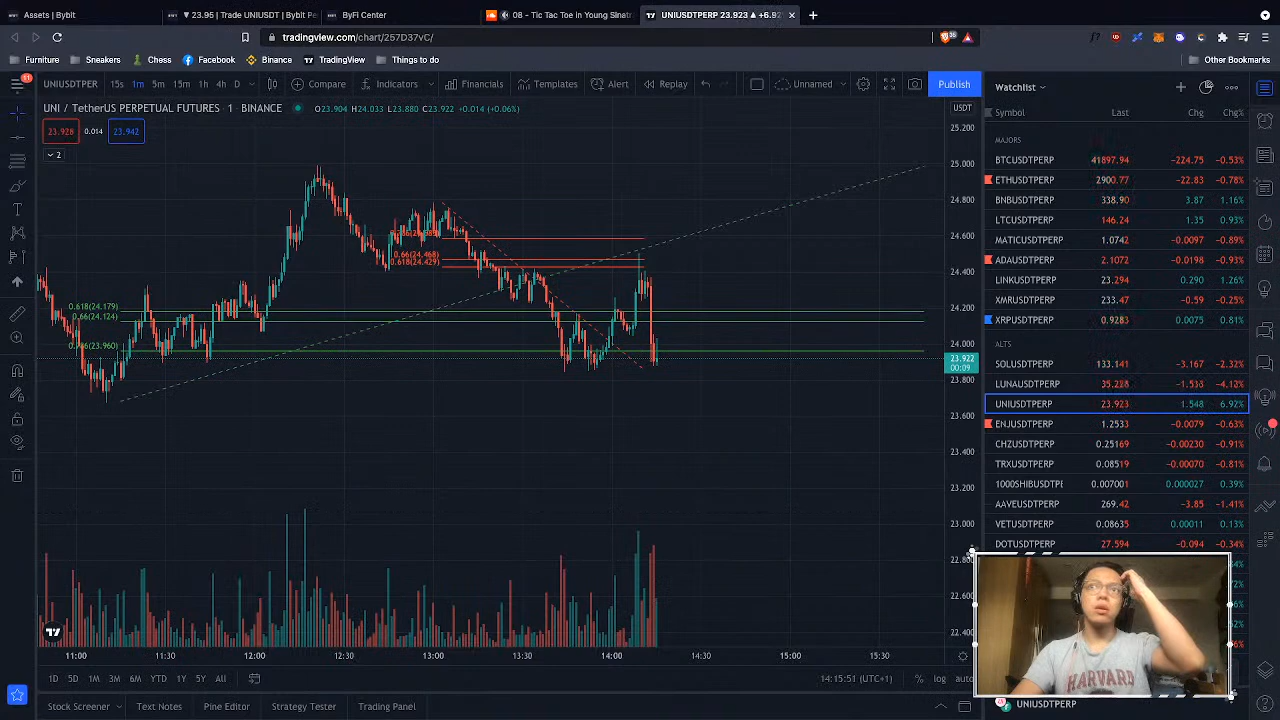 Assets | Bybit
▼ 23.95 | Trade UNIUSDT | Bybit Pe
ByFi Center
08 - Tic Tac Toe in Young Sinatr
UNIUSDTPERP 23.923 ▲ +6.92
tradingview.com/chart/257D37vC/
Furniture
Sneakers
Chess
Facebook
Binance
TradingView
Things to do
Other Bookmarks
UNIUSDTPER
15s
1m
5m
15m
1h
4h
D
Compare
Indicators
Financials
Templates
Alert
Replay
Unnamed
Publish
Watchlist
UNI / TetherUS PERPETUAL FUTURES 1 BINANCE
O23.904 H24.033 L23.880 C23.922 +0.014 (+0.06%)
USDT
23.928 0.014 23.942
2
Symbol Last Chg Chg%
MAJORS
BTCUSDTPERP 41897.94 −224.75 −0.53%
ETHUSDTPERP 2900.77 −22.83 −0.78%
BNBUSDTPERP 338.90 3.87 1.16%
LTCUSDTPERP 146.24 1.35 0.93%
MATICUSDTPERP 1.0742 −0.0097 −0.89%
ADAUSDTPERP 2.1072 −0.0198 −0.93%
LINKUSDTPERP 23.294 0.290 1.26%
XMRUSDTPERP 233.47 −0.59 −0.25%
XRPUSDTPERP 0.9283 0.0075 0.81%
ALTS
SOLUSDTPERP 133.141 −3.167 −2.32%
LUNAUSDTPERP 35.228
UNIUSDTPERP 23.923 1.548 6.92%
ENJUSDTPERP 1.2533 −0.0079 −0.63%
CHZUSDTPERP 0.25169 −0.00230 −0.91%
TRXUSDTPERP 0.08519 −0.00070 −0.81%
1000SHIBUSDTPE 0.007001 0.000027 0.39%
AAVEUSDTPERP 269.42 −3.85 −1.41%
VETUSDTPERP 0.08635 0.00011 0.13%
DOTUSDTPERP 27.594 −0.094 −0.34%
25.200
25.000
24.800
24.600
24.400
24.200
24.000
23.922
00:09
23.800
23.600
23.400
23.200
23.000
22.800
22.600
22.400
0.66(24.468)
0.618(24.429)
0.618(24.179)
0.66(24.124)
11:00
11:30
12:00
12:30
13:00
13:30
14:00
14:30
15:00
15:30
1D
5D
1M
3M
6M
YTD
1Y
5Y
All
14:15:51 (UTC+1)
%
log
auto
Stock Screener
Text Notes
Pine Editor
Strategy Tester
Trading Panel
HARVARD
UNIUSDTPERP